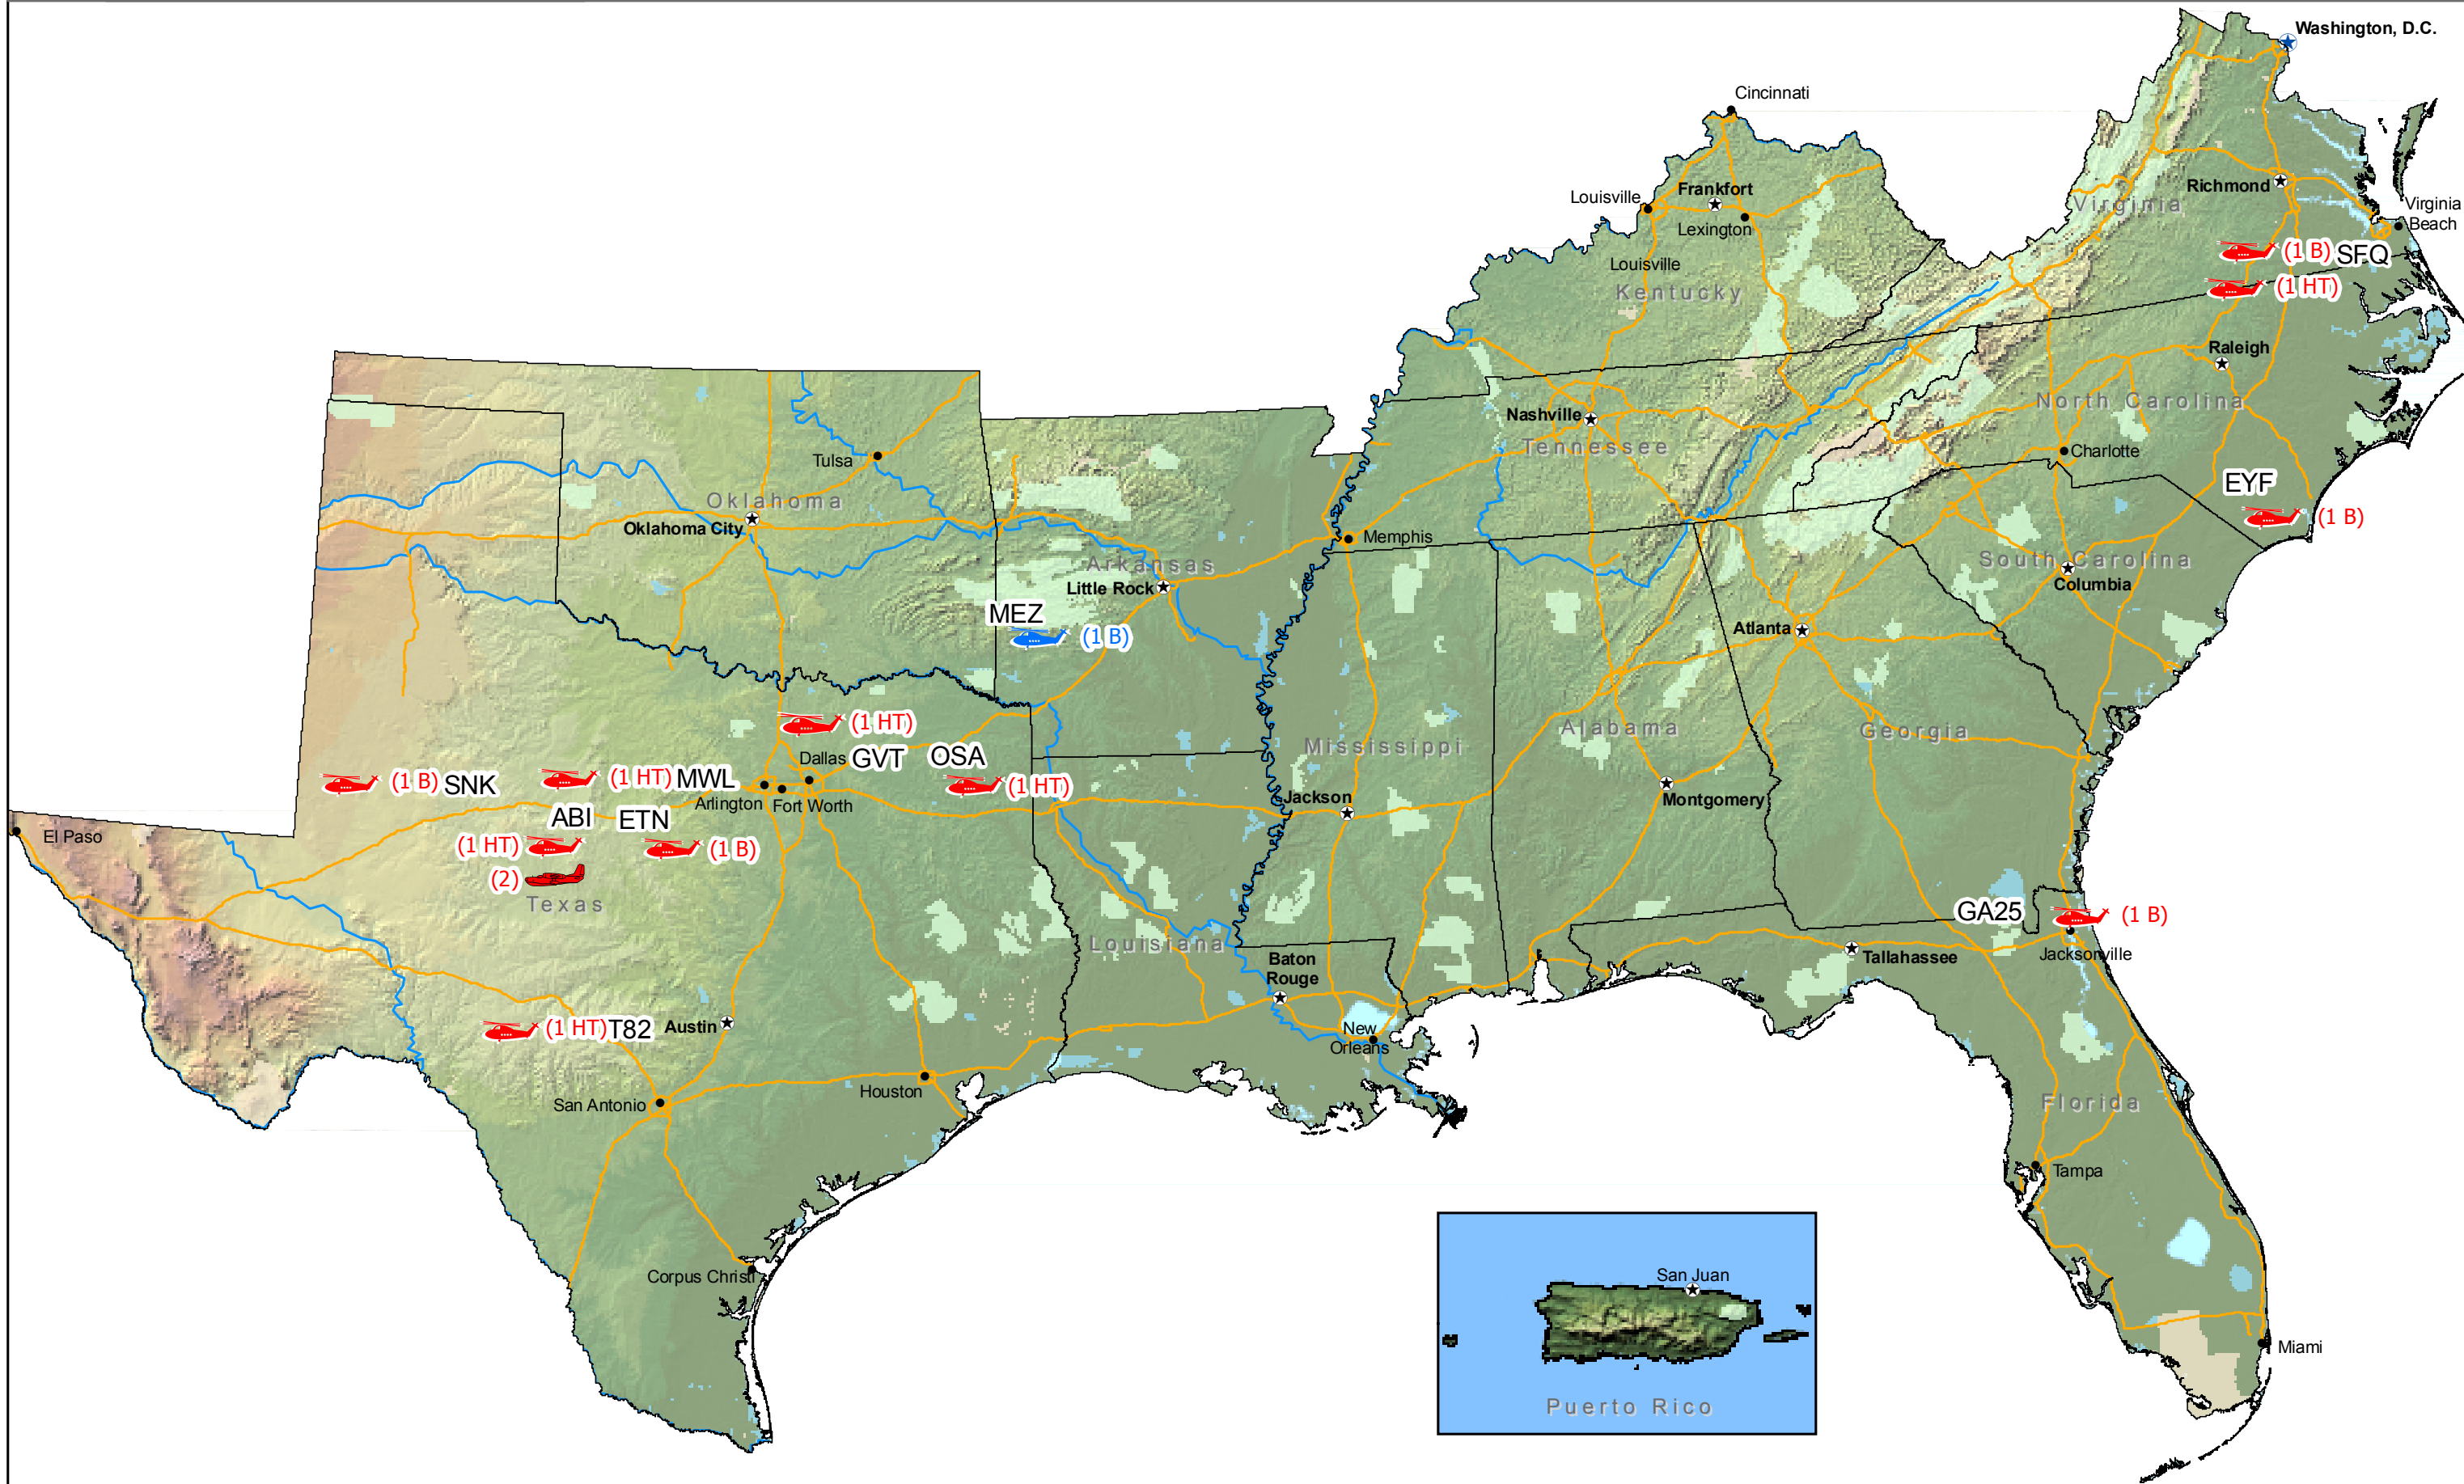 Washington, D.C.
Cincinnati
Louisville
Frankfort
Lexington
Richmond
Virginia
Virginia
Beach
(1 B) SFQ
(1 HT)
Louisville
Kentucky
Raleigh
Nashville
Tennessee
North Carolina
Charlotte
Tulsa
Oklahoma
Oklahoma City
EYF
(1 B)
Memphis
Arkansas
Little Rock
South Carolina
Columbia
MEZ
(1 B)
Atlanta
(1 HT)
Dallas
GVT
OSA
(1 HT)
Mississippi
Alabama
Georgia
(1 B) SNK
(1 HT) MWL
Arlington
Fort Worth
Jackson
Montgomery
El Paso
ABI
ETN
(1 HT)
(1 B)
(2)
Texas
Louisiana
Baton
Rouge
GA25
(1 B)
Jacksonville
Tallahassee
(1 HT) T82
Austin
New
Orleans
Houston
San Antonio
Florida
Tampa
Corpus Christi
San Juan
Puerto Rico
Miami